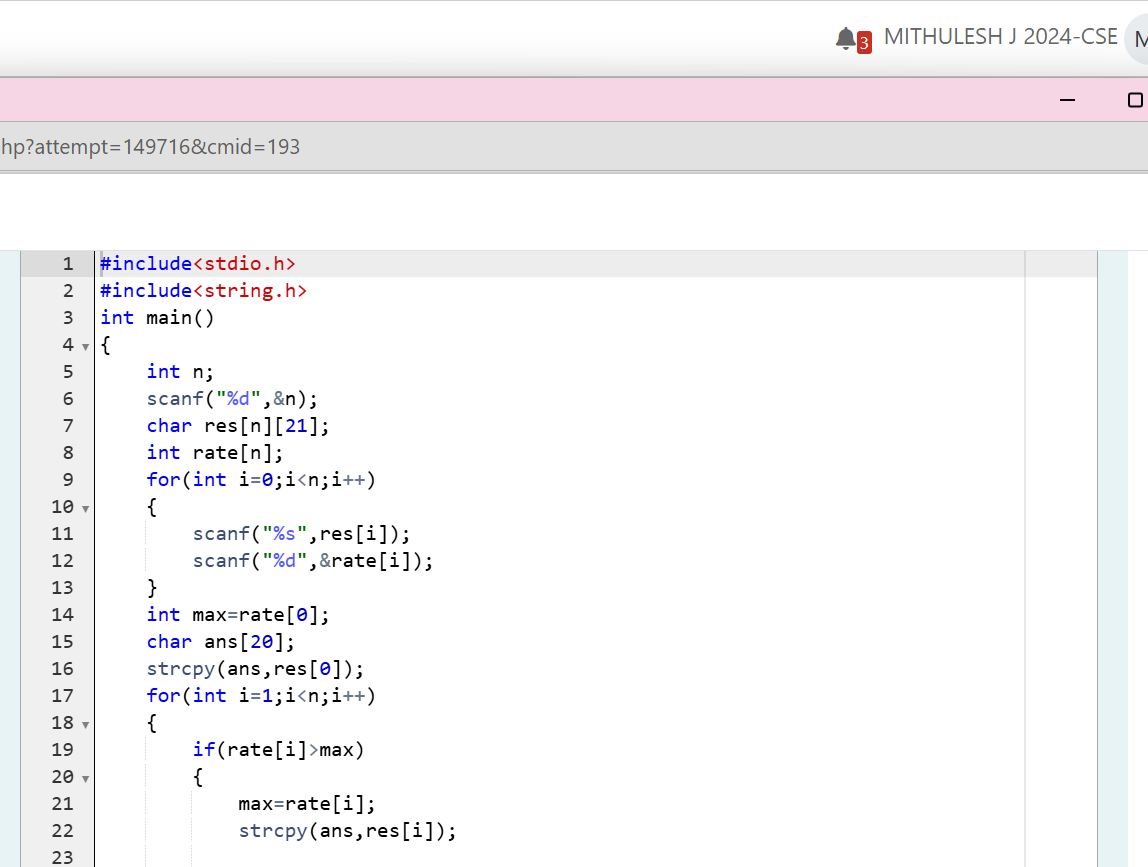 3 MITHULESH J 2024-CSE M
hp?attempt=149716&cmid=193
1 #include<stdio.h>
2 #include<string.h>
3 int main()
4 {
5     int n;
6     scanf("%d",&n);
7     char res[n][21];
8     int rate[n];
9     for(int i=0;i<n;i++)
10     {
11         scanf("%s",res[i]);
12         scanf("%d",&rate[i]);
13     }
14     int max=rate[0];
15     char ans[20];
16     strcpy(ans,res[0]);
17     for(int i=1;i<n;i++)
18     {
19         if(rate[i]>max)
20         {
21             max=rate[i];
22             strcpy(ans,res[i]);
23